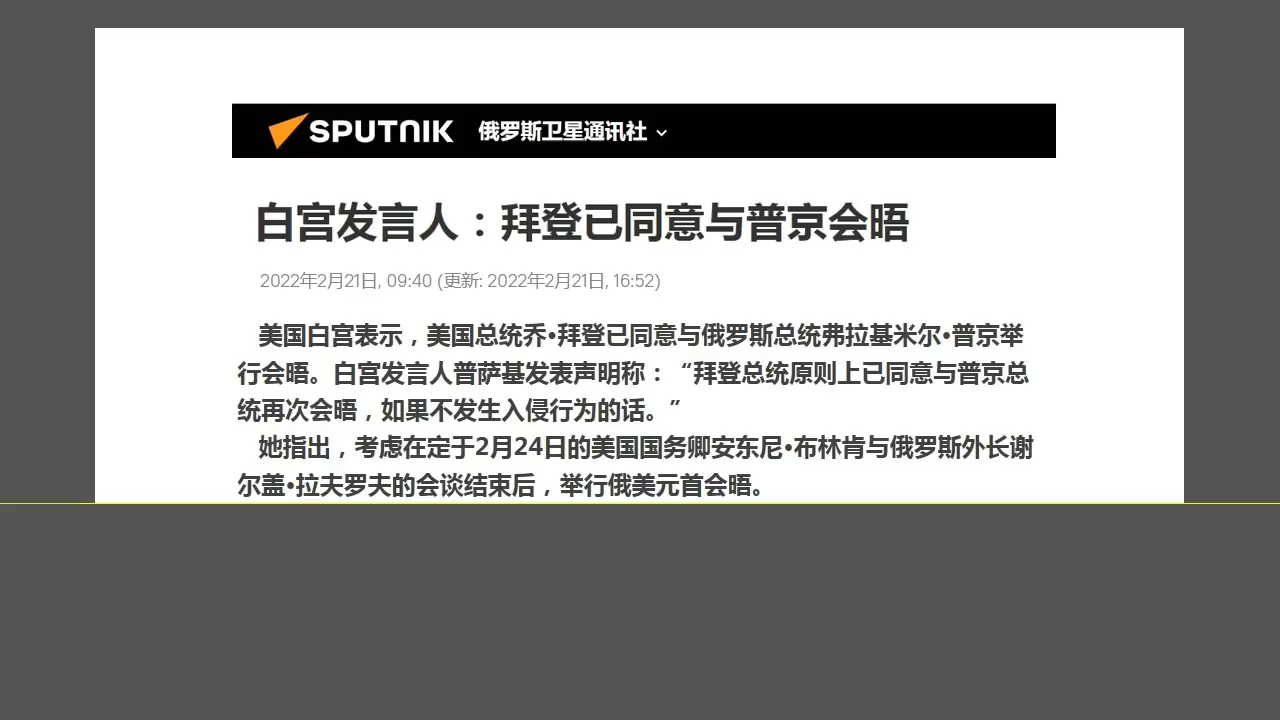 SPUTNIK 俄罗斯卫星通讯社
白宫发言人：拜登已同意与普京会晤
2022年2月21日, 09:40 (更新: 2022年2月21日, 16:52)
美国白宫表示，美国总统乔•拜登已同意与俄罗斯总统弗拉基米尔•普京举
行会晤。白宫发言人普萨基发表声明称：“拜登总统原则上已同意与普京总
统再次会晤，如果不发生入侵行为的话。”
她指出，考虑在定于2月24日的美国国务卿安东尼•布林肯与俄罗斯外长谢
尔盖•拉夫罗夫的会谈结束后，举行俄美元首会晤。